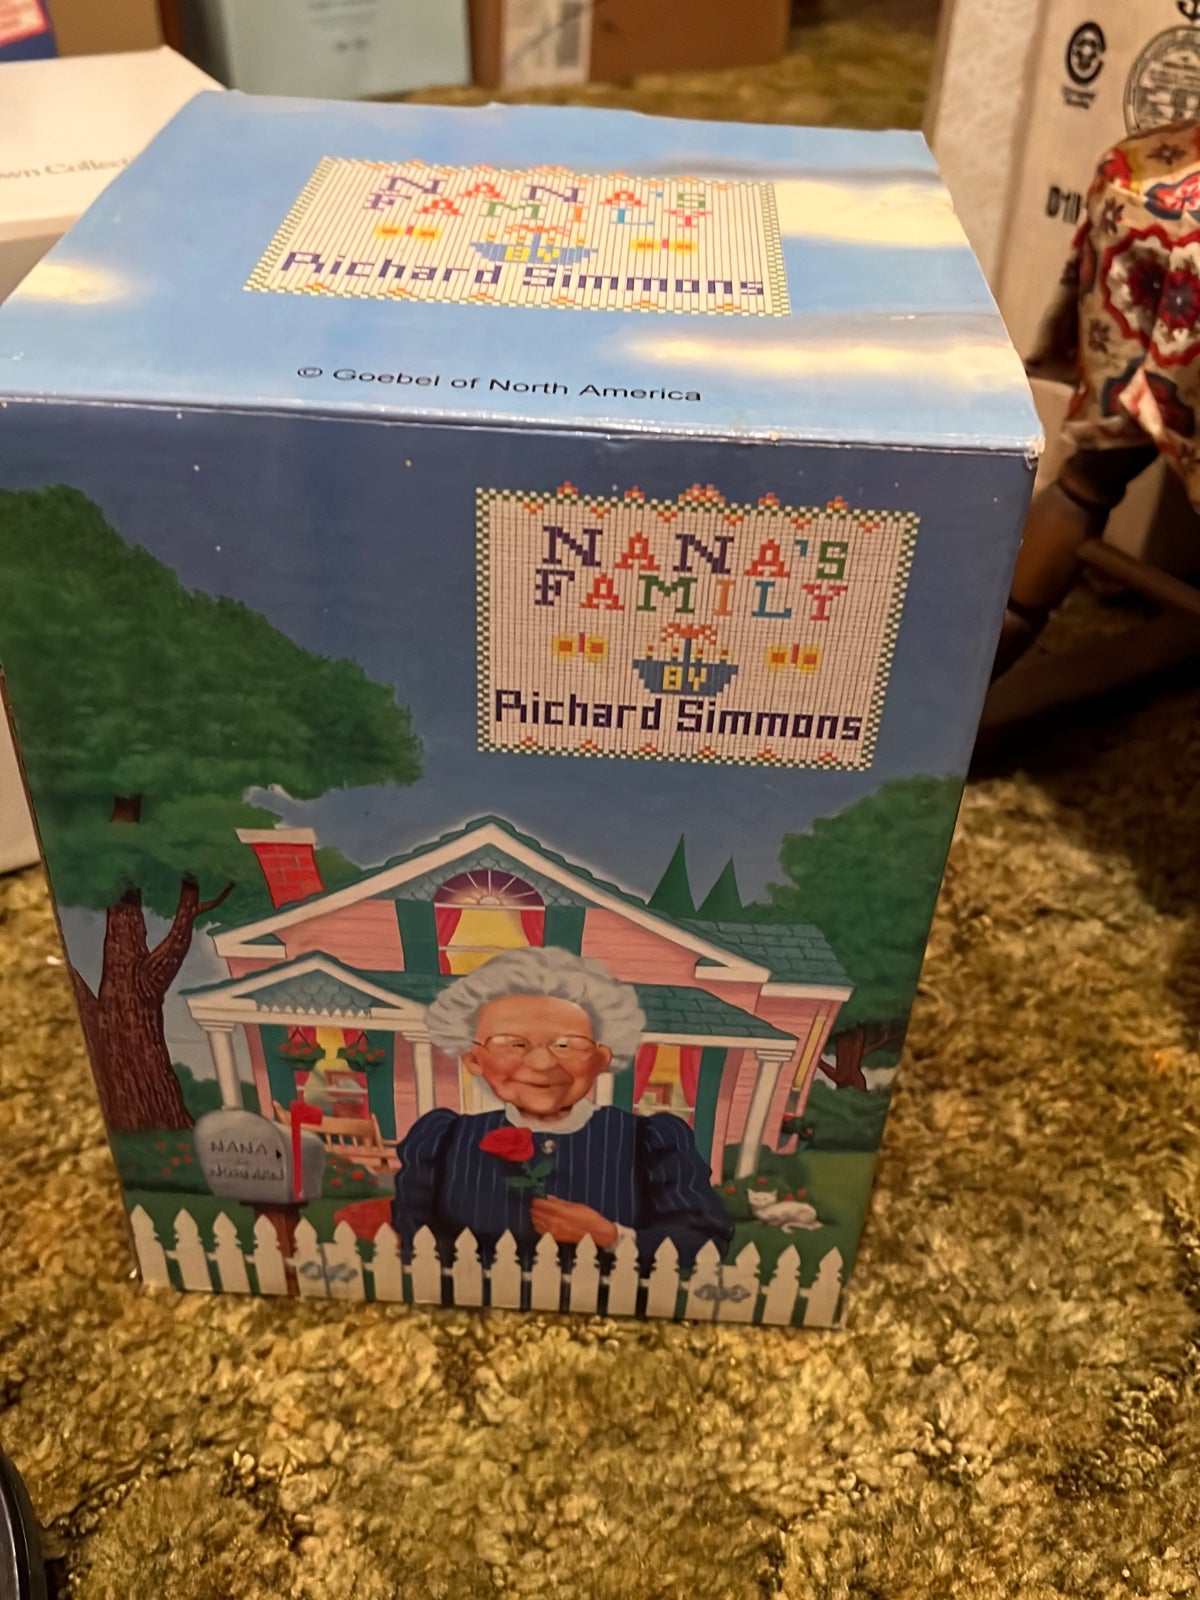 NANA'S
FAMILY
BY
Richard Simmons
© Goebel of North America
NANA'S
FAMILY
BY
Richard Simmons
NANA